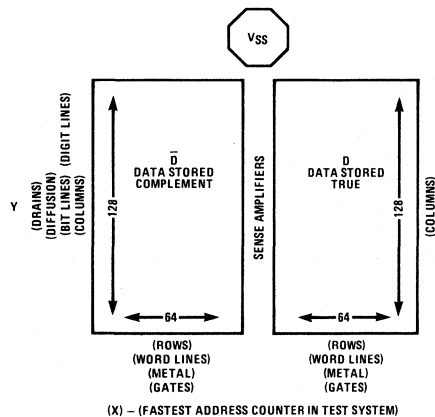 VSS
D̅
DATA STORED
COMPLEMENT
D
DATA STORED
TRUE
Y
(DRAINS)
(DIFFUSION)
(BIT LINES) (DIGIT LINES)
(COLUMNS)
128
SENSE AMPLIFIERS
128
(COLUMNS)
64
64
(ROWS)
(WORD LINES)
(METAL)
(GATES)
(ROWS)
(WORD LINES)
(METAL)
(GATES)
(X) – (FASTEST ADDRESS COUNTER IN TEST SYSTEM)